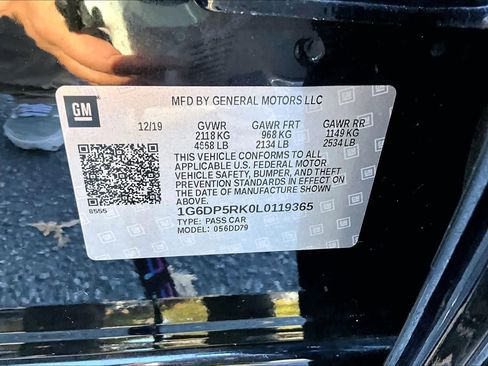 GM
MFD BY GENERAL MOTORS LLC
12/19 GVWR GAWR FRT GAWR RR
2118 KG 968 KG 1149 KG
4668 LB 2134 LB 2534 LB
THIS VEHICLE CONFORMS TO ALL
APPLICABLE U.S. FEDERAL MOTOR
VEHICLE SAFETY, BUMPER, AND THEFT
PREVENTION STANDARDS IN EFFECT ON
THE DATE OF MANUFACTURE SHOWN
ABOVE.
8555
1G6DP5RK0L0119365
TYPE: PASS CAR
MODEL: 056DD79